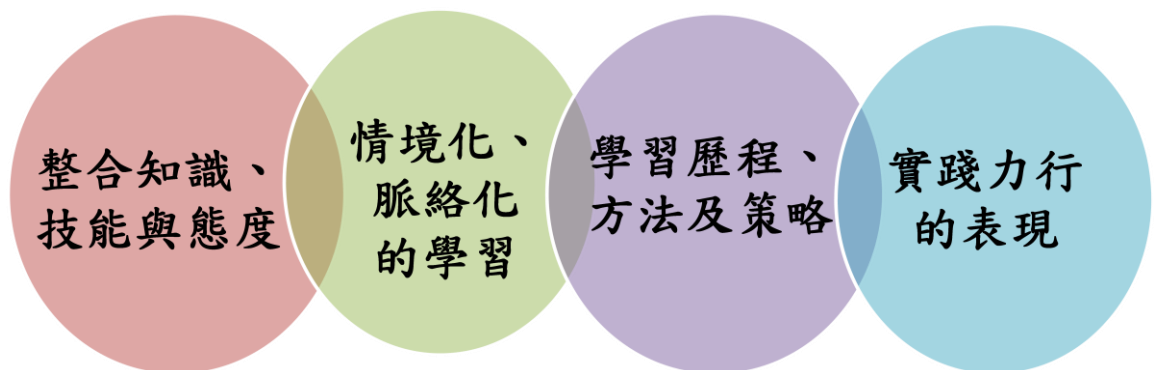 整合知識、
技能與態度
情境化、
脈絡化
的學習
學習歷程、
方法及策略
實踐力行
的表現